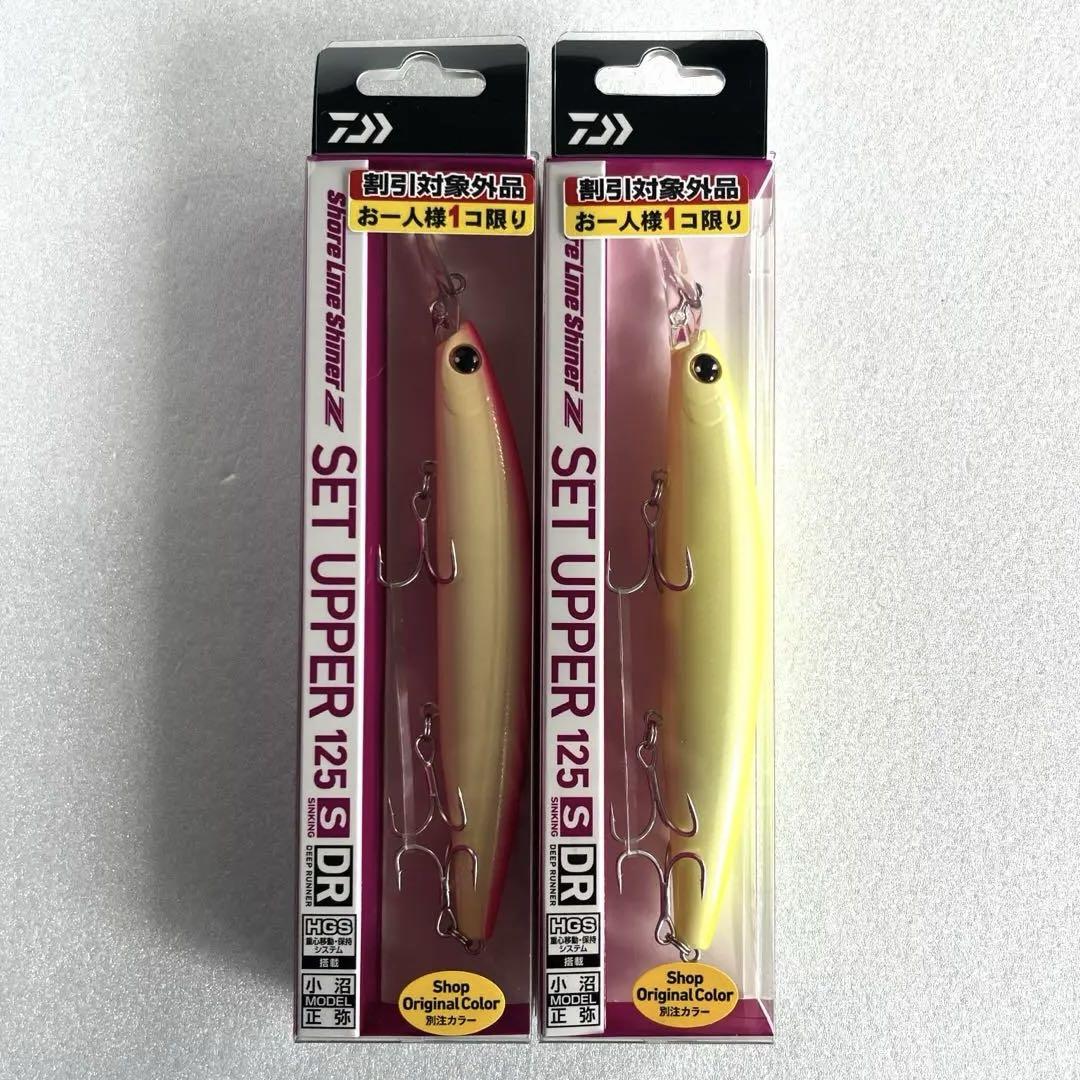 割引対象外品
お一人様1コ限り
Shore Line Shiner Z
SET UPPER 125 S DR
SINKING
DEEP RUNNER
HGS
重心移動・保持
システム
搭載
小沼
MODEL
正弥
Shop
Original Color
別注カラー
割引対象外品
お一人様1コ限り
re Line Shiner Z
SET UPPER 125 S DR
SINKING
DEEP RUNNER
HGS
重心移動・保持
システム
搭載
小沼
MODEL
正弥
Shop
Original Color
別注カラー